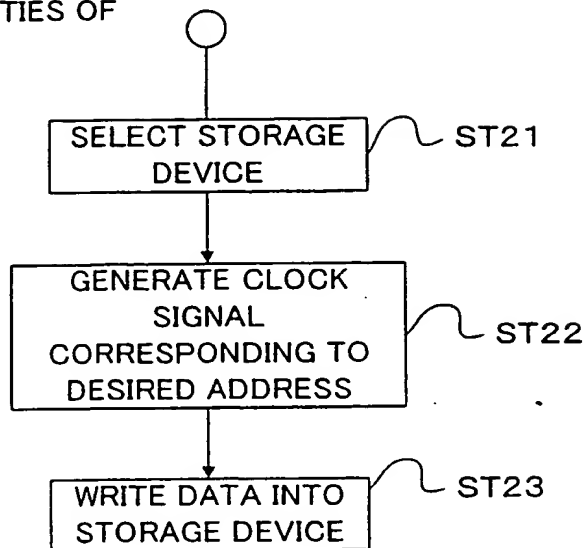 TIES OF
SELECT STORAGE
DEVICE
ST21
GENERATE CLOCK
SIGNAL
CORRESPONDING TO
DESIRED ADDRESS
ST22
WRITE DATA INTO
STORAGE DEVICE
ST23